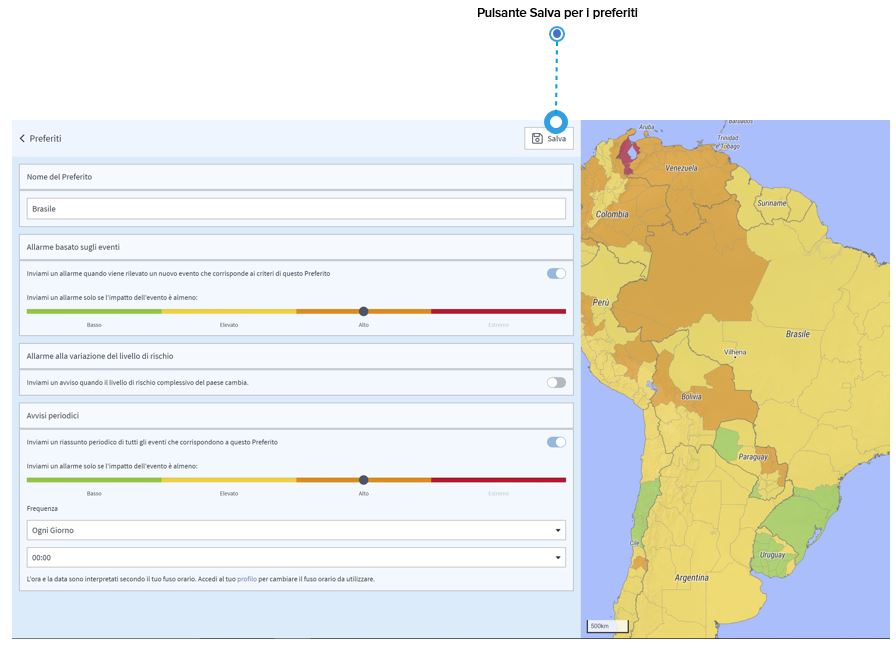 Pulsante Salva per i preferiti
Preferiti
Salva
Nome del Preferito
Brasile
Allarme basato sugli eventi
Inviami un allarme quando viene rilevato un nuovo evento che corrisponde ai criteri di questo Preferito
Inviami un allarme solo se l'impatto dell'evento è almeno:
Basso
Elevato
Alto
Estremo
Allarme alla variazione del livello di rischio
Inviami un avviso quando il livello di rischio complessivo del paese cambia.
Avvisi periodici
Inviami un riassunto periodico di tutti gli eventi che corrispondono a questo Preferito
Inviami un allarme solo se l'impatto dell'evento è almeno:
Basso
Elevato
Alto
Estremo
Frequenza
Ogni Giorno
00:00
L'ora e la data sono interpretati secondo il tuo fuso orario. Accedi al tuo profilo per cambiare il fuso orario da utilizzare.
Barbados
Aruba
Trinidad
Tobago
Venezuela
Suriname
Colombia
Perù
Brasile
Vilhena
Bolivia
Paraguay
Cile
Uruguay
Argentina
500km